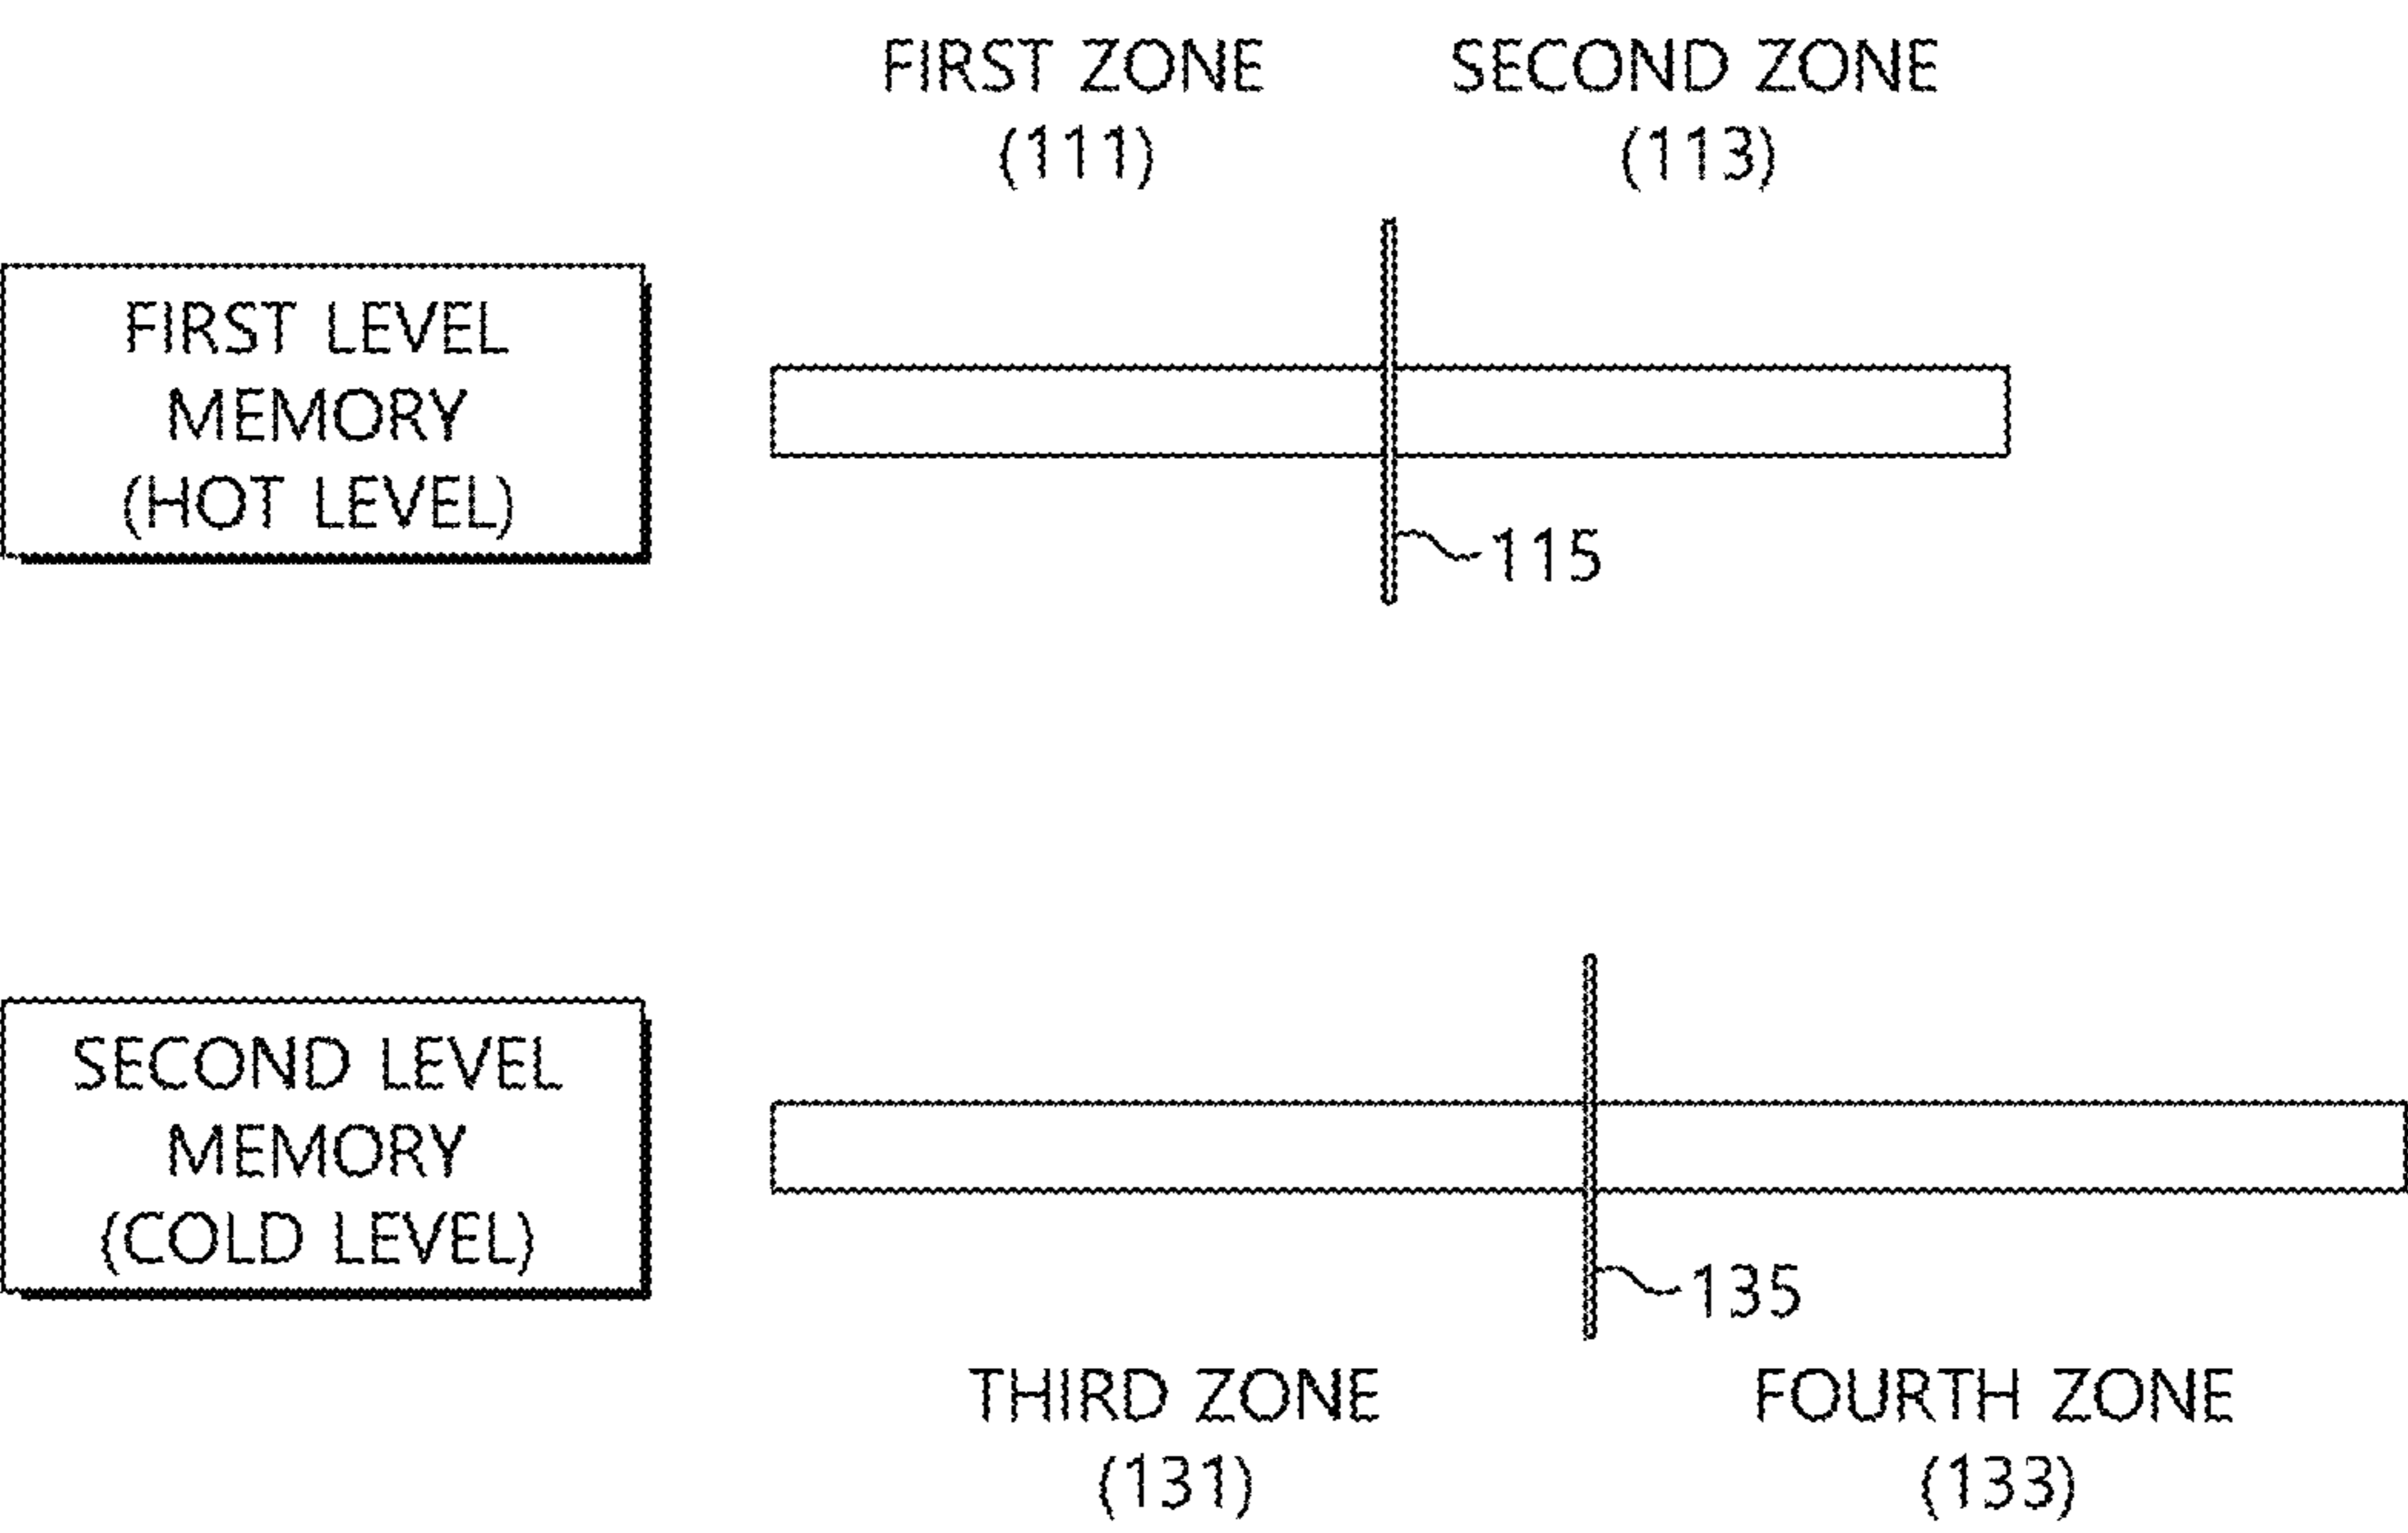 FIRST ZONE
(111)
SECOND ZONE
(113)
FIRST LEVEL
MEMORY
(HOT LEVEL)
115
SECOND LEVEL
MEMORY
(COLD LEVEL)
135
THIRD ZONE
(131)
FOURTH ZONE
(133)